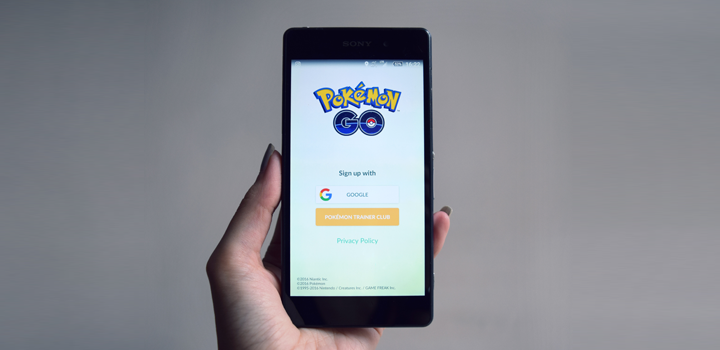 SONY
POKÉMON
GO
Sign up with
GOOGLE
POKÉMON TRAINER CLUB
Privacy Policy
©2016 Niantic, Inc.
©2016 Pokémon.
©1995-2016 Nintendo / Creatures Inc. / GAME FREAK inc.